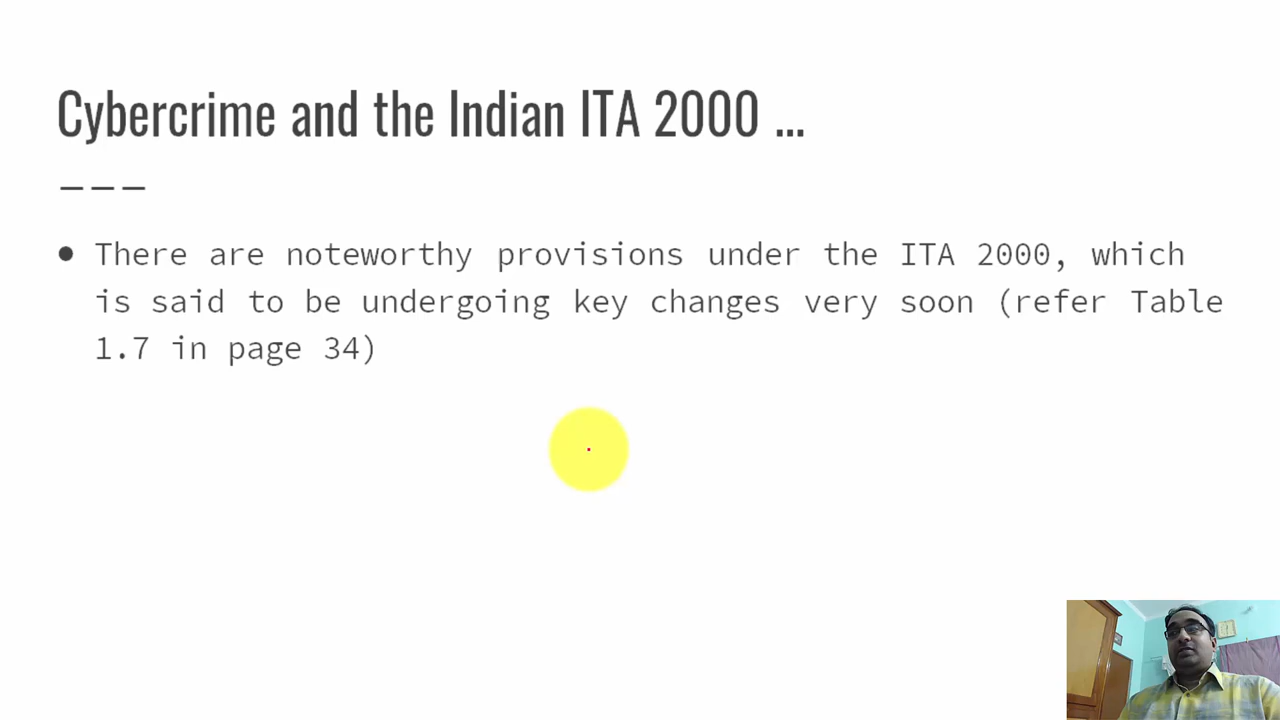 Cybercrime and the Indian ITA 2000 ...
● There are noteworthy provisions under the ITA 2000, which
is said to be undergoing key changes very soon (refer Table
1.7 in page 34)